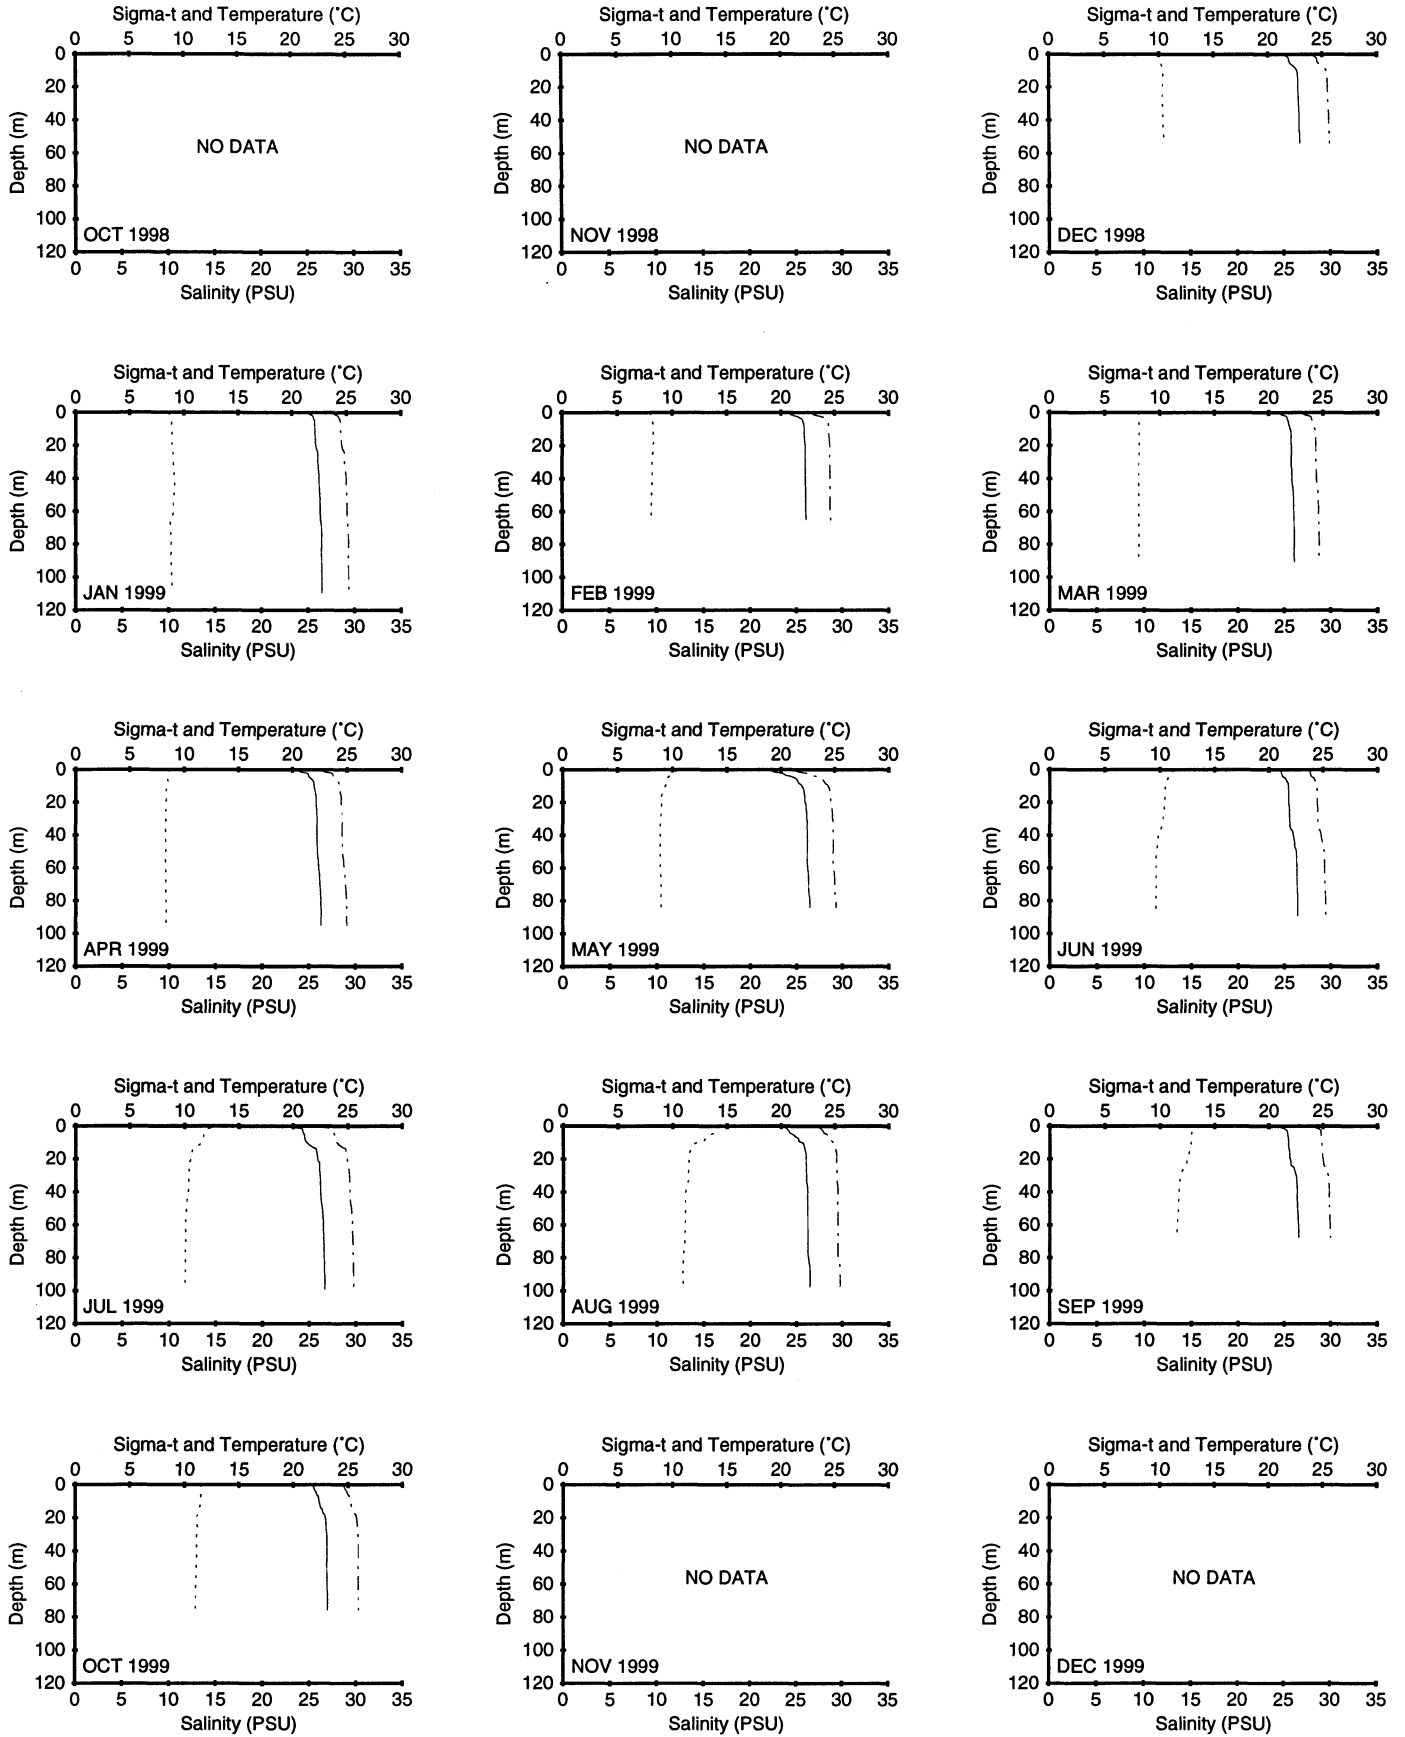 Sigma-t and Temperature (˚C)
0 5 10 15 20 25 30
0
20
40
60
80
100
120
Depth (m)
NO DATA
OCT 1998
0 5 10 15 20 25 30 35
Salinity (PSU)
Sigma-t and Temperature (˚C)
0 5 10 15 20 25 30
0
20
40
60
80
100
120
Depth (m)
NO DATA
NOV 1998
0 5 10 15 20 25 30 35
Salinity (PSU)
Sigma-t and Temperature (˚C)
0 5 10 15 20 25 30
0
20
40
60
80
100
120
Depth (m)
DEC 1998
0 5 10 15 20 25 30 35
Salinity (PSU)
Sigma-t and Temperature (˚C)
0 5 10 15 20 25 30
0
20
40
60
80
100
120
Depth (m)
JAN 1999
0 5 10 15 20 25 30 35
Salinity (PSU)
Sigma-t and Temperature (˚C)
0 5 10 15 20 25 30
0
20
40
60
80
100
120
Depth (m)
FEB 1999
0 5 10 15 20 25 30 35
Salinity (PSU)
Sigma-t and Temperature (˚C)
0 5 10 15 20 25 30
0
20
40
60
80
100
120
Depth (m)
MAR 1999
0 5 10 15 20 25 30 35
Salinity (PSU)
Sigma-t and Temperature (˚C)
0 5 10 15 20 25 30
0
20
40
60
80
100
120
Depth (m)
APR 1999
0 5 10 15 20 25 30 35
Salinity (PSU)
Sigma-t and Temperature (˚C)
0 5 10 15 20 25 30
0
20
40
60
80
100
120
Depth (m)
MAY 1999
0 5 10 15 20 25 30 35
Salinity (PSU)
Sigma-t and Temperature (˚C)
0 5 10 15 20 25 30
0
20
40
60
80
100
120
Depth (m)
JUN 1999
0 5 10 15 20 25 30 35
Salinity (PSU)
Sigma-t and Temperature (˚C)
0 5 10 15 20 25 30
0
20
40
60
80
100
120
Depth (m)
JUL 1999
0 5 10 15 20 25 30 35
Salinity (PSU)
Sigma-t and Temperature (˚C)
0 5 10 15 20 25 30
0
20
40
60
80
100
120
Depth (m)
AUG 1999
0 5 10 15 20 25 30 35
Salinity (PSU)
Sigma-t and Temperature (˚C)
0 5 10 15 20 25 30
0
20
40
60
80
100
120
Depth (m)
SEP 1999
0 5 10 15 20 25 30 35
Salinity (PSU)
Sigma-t and Temperature (˚C)
0 5 10 15 20 25 30
0
20
40
60
80
100
120
Depth (m)
OCT 1999
0 5 10 15 20 25 30 35
Salinity (PSU)
Sigma-t and Temperature (˚C)
0 5 10 15 20 25 30
0
20
40
60
80
100
120
Depth (m)
NO DATA
NOV 1999
0 5 10 15 20 25 30 35
Salinity (PSU)
Sigma-t and Temperature (˚C)
0 5 10 15 20 25 30
0
20
40
60
80
100
120
Depth (m)
NO DATA
DEC 1999
0 5 10 15 20 25 30 35
Salinity (PSU)